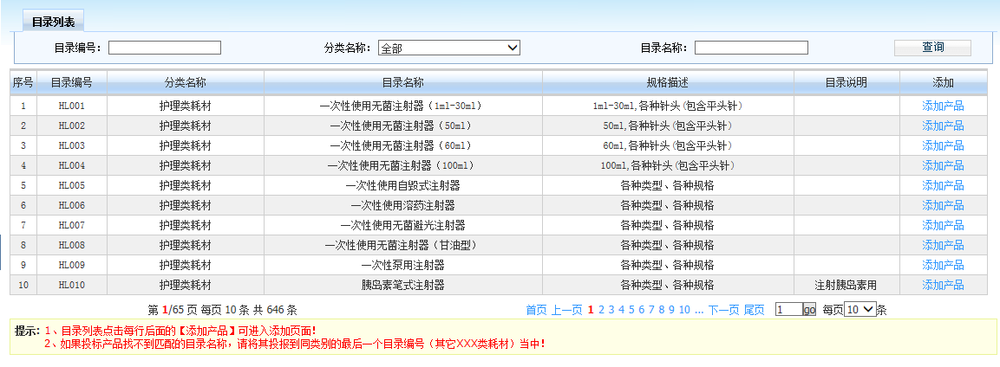 目录列表
目录编号： 分类名称： 全部 目录名称： 查询
序号 目录编号 分类名称 目录名称 规格描述 目录说明 添加
1 HL001 护理类耗材 一次性使用无菌注射器（1ml-30ml） 1ml-30ml,各种针头(包含平头针) 添加产品
2 HL002 护理类耗材 一次性使用无菌注射器（50ml） 50ml,各种针头(包含平头针) 添加产品
3 HL003 护理类耗材 一次性使用无菌注射器（60ml） 60ml,各种针头(包含平头针) 添加产品
4 HL004 护理类耗材 一次性使用无菌注射器（100ml） 100ml,各种针头(包含平头针) 添加产品
5 HL005 护理类耗材 一次性使用自毁式注射器 各种类型、各种规格 添加产品
6 HL006 护理类耗材 一次性使用溶药注射器 各种类型、各种规格 添加产品
7 HL007 护理类耗材 一次性使用无菌避光注射器 各种类型、各种规格 添加产品
8 HL008 护理类耗材 一次性使用无菌注射器（甘油型） 各种类型、各种规格 添加产品
9 HL009 护理类耗材 一次性泵用注射器 各种类型、各种规格 添加产品
10 HL010 护理类耗材 胰岛素笔式注射器 各种类型、各种规格 注射胰岛素用 添加产品
第 1/65 页 每页 10 条 共 646 条 首页 上一页 1 2 3 4 5 6 7 8 9 10 ... 下一页 尾页 1 go 每页 10 条
提示：1、目录列表点击每行后面的【添加产品】可进入添加页面！
2、如果投标产品找不到匹配的目录名称，请将其投报到同类别的最后一个目录编号（其它XXX类耗材）当中！